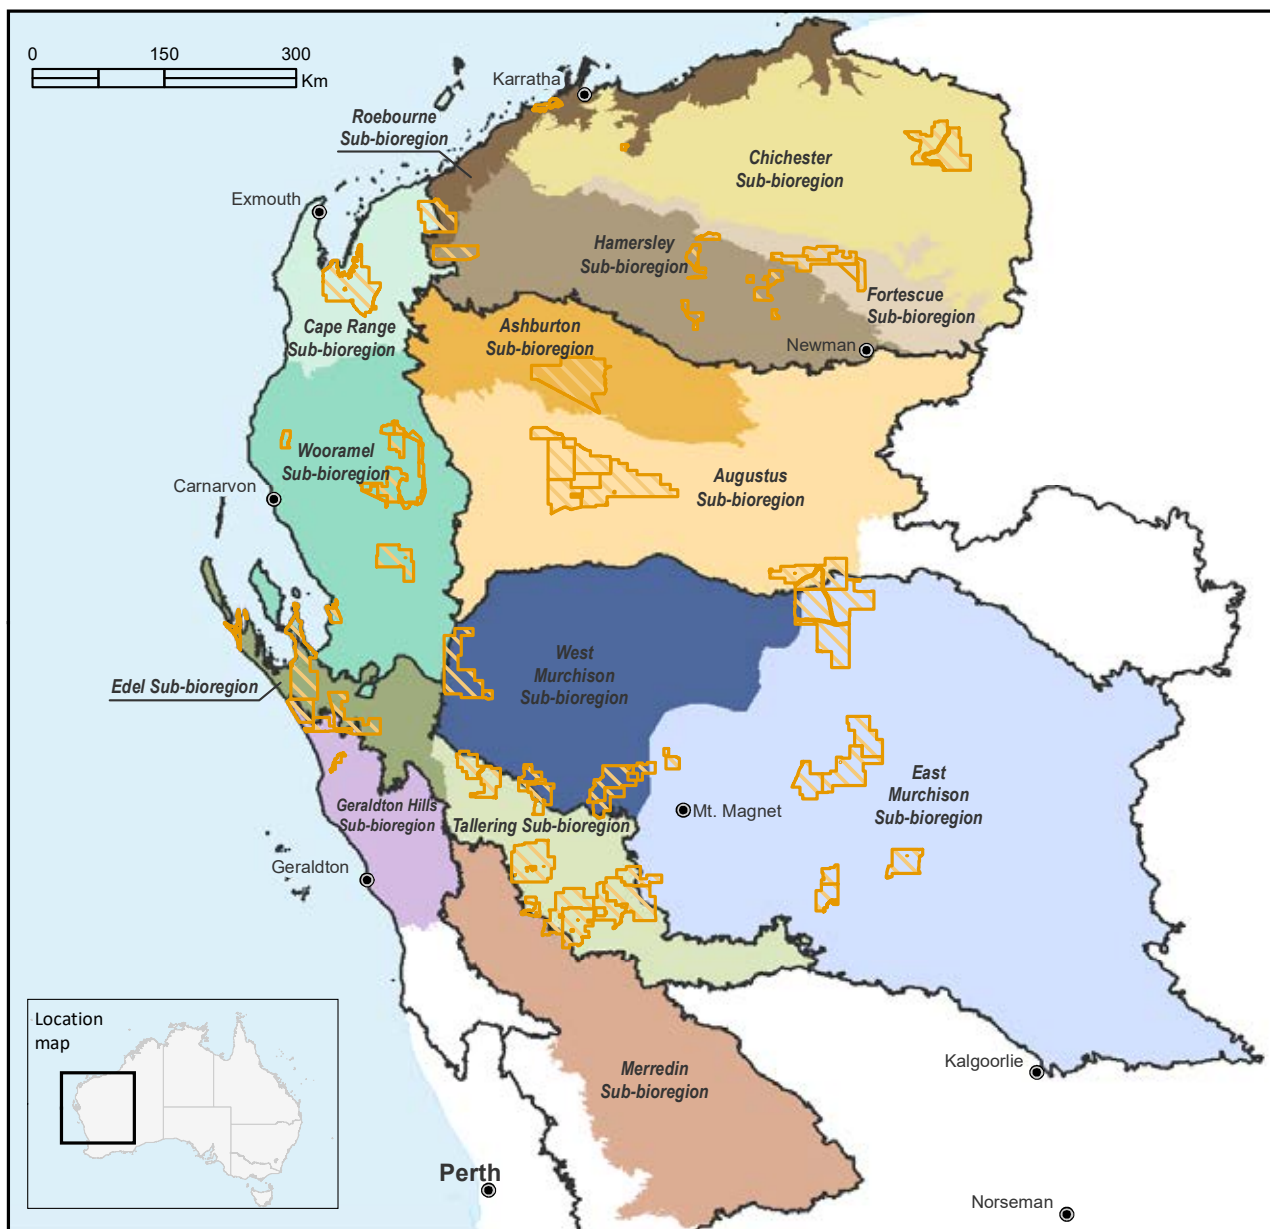 0 150 300
Km
Karratha
Roebourne
Sub-bioregion
Chichester
Sub-bioregion
Exmouth
Hamersley
Sub-bioregion
Fortescue
Sub-bioregion
Cape Range
Sub-bioregion
Ashburton
Sub-bioregion
Newman
Wooramel
Sub-bioregion
Carnarvon
Augustus
Sub-bioregion
West
Murchison
Sub-bioregion
Edel Sub-bioregion
East
Murchison
Sub-bioregion
Geraldton Hills
Sub-bioregion
Tallering Sub-bioregion
Mt. Magnet
Geraldton
Location
map
Merredin
Sub-bioregion
Kalgoorlie
Perth
Norseman